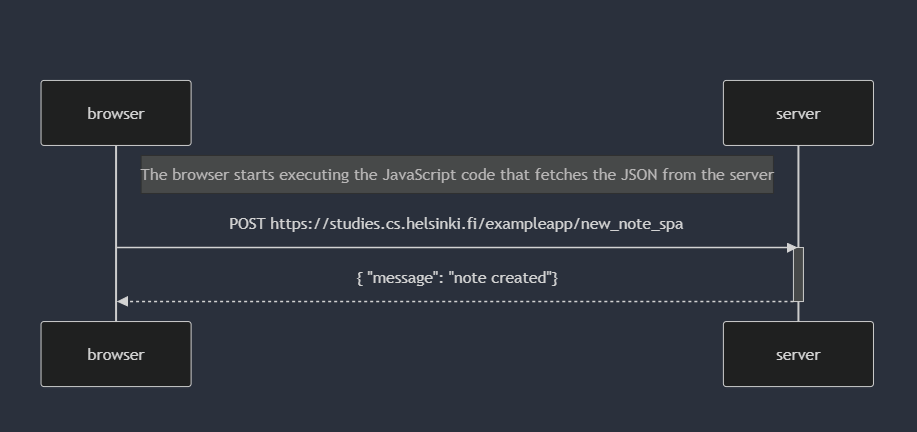 browser
server
The browser starts executing the JavaScript code that fetches the JSON from the server
POST https://studies.cs.helsinki.fi/exampleapp/new_note_spa
{ "message": "note created"}
browser
server